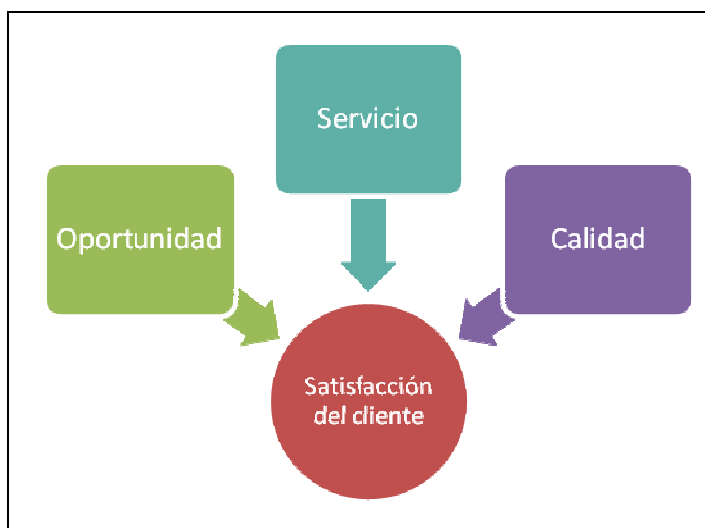 Servicio
Oportunidad
Calidad
Satisfacción
del cliente